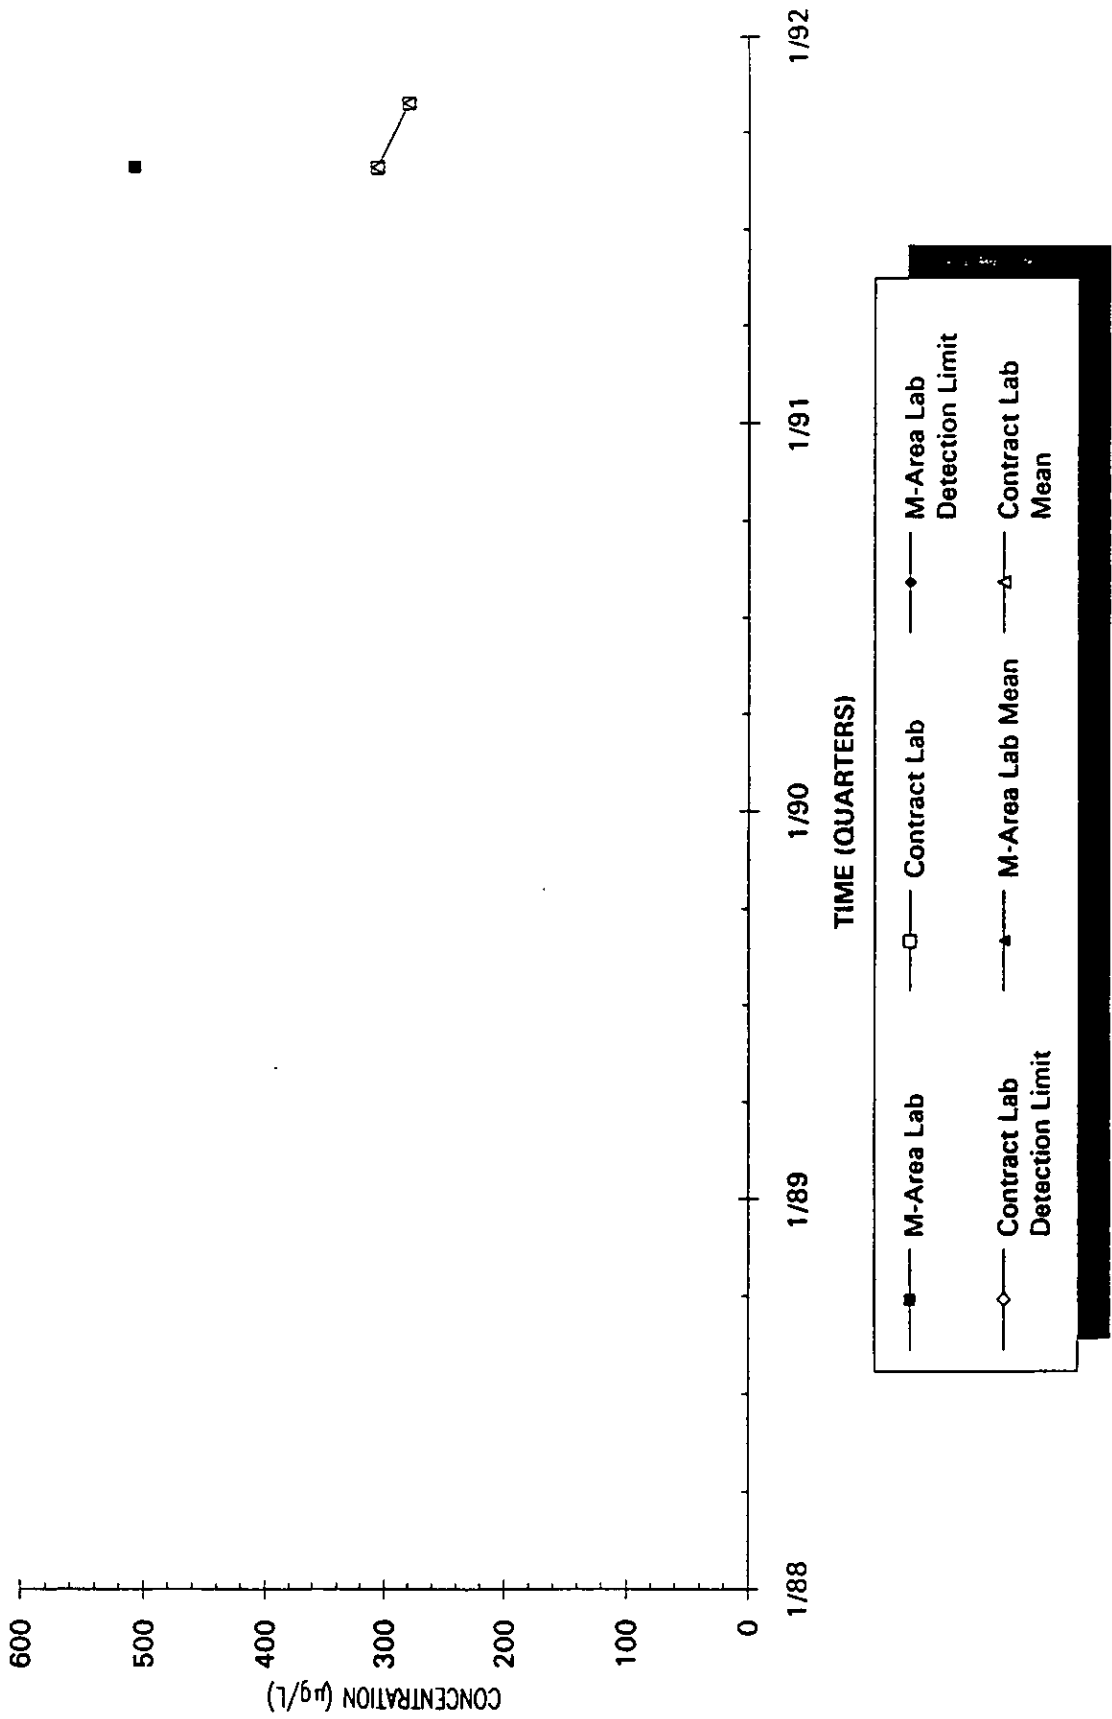 600
500
400
300
200
100
0
CONCENTRATION (µg/L)
1/88
1/89
1/90
1/91
1/92
TIME (QUARTERS)
M-Area Lab
Contract Lab
M-Area Lab
Detection Limit
Contract Lab
Detection Limit
M-Area Lab Mean
Contract Lab
Mean